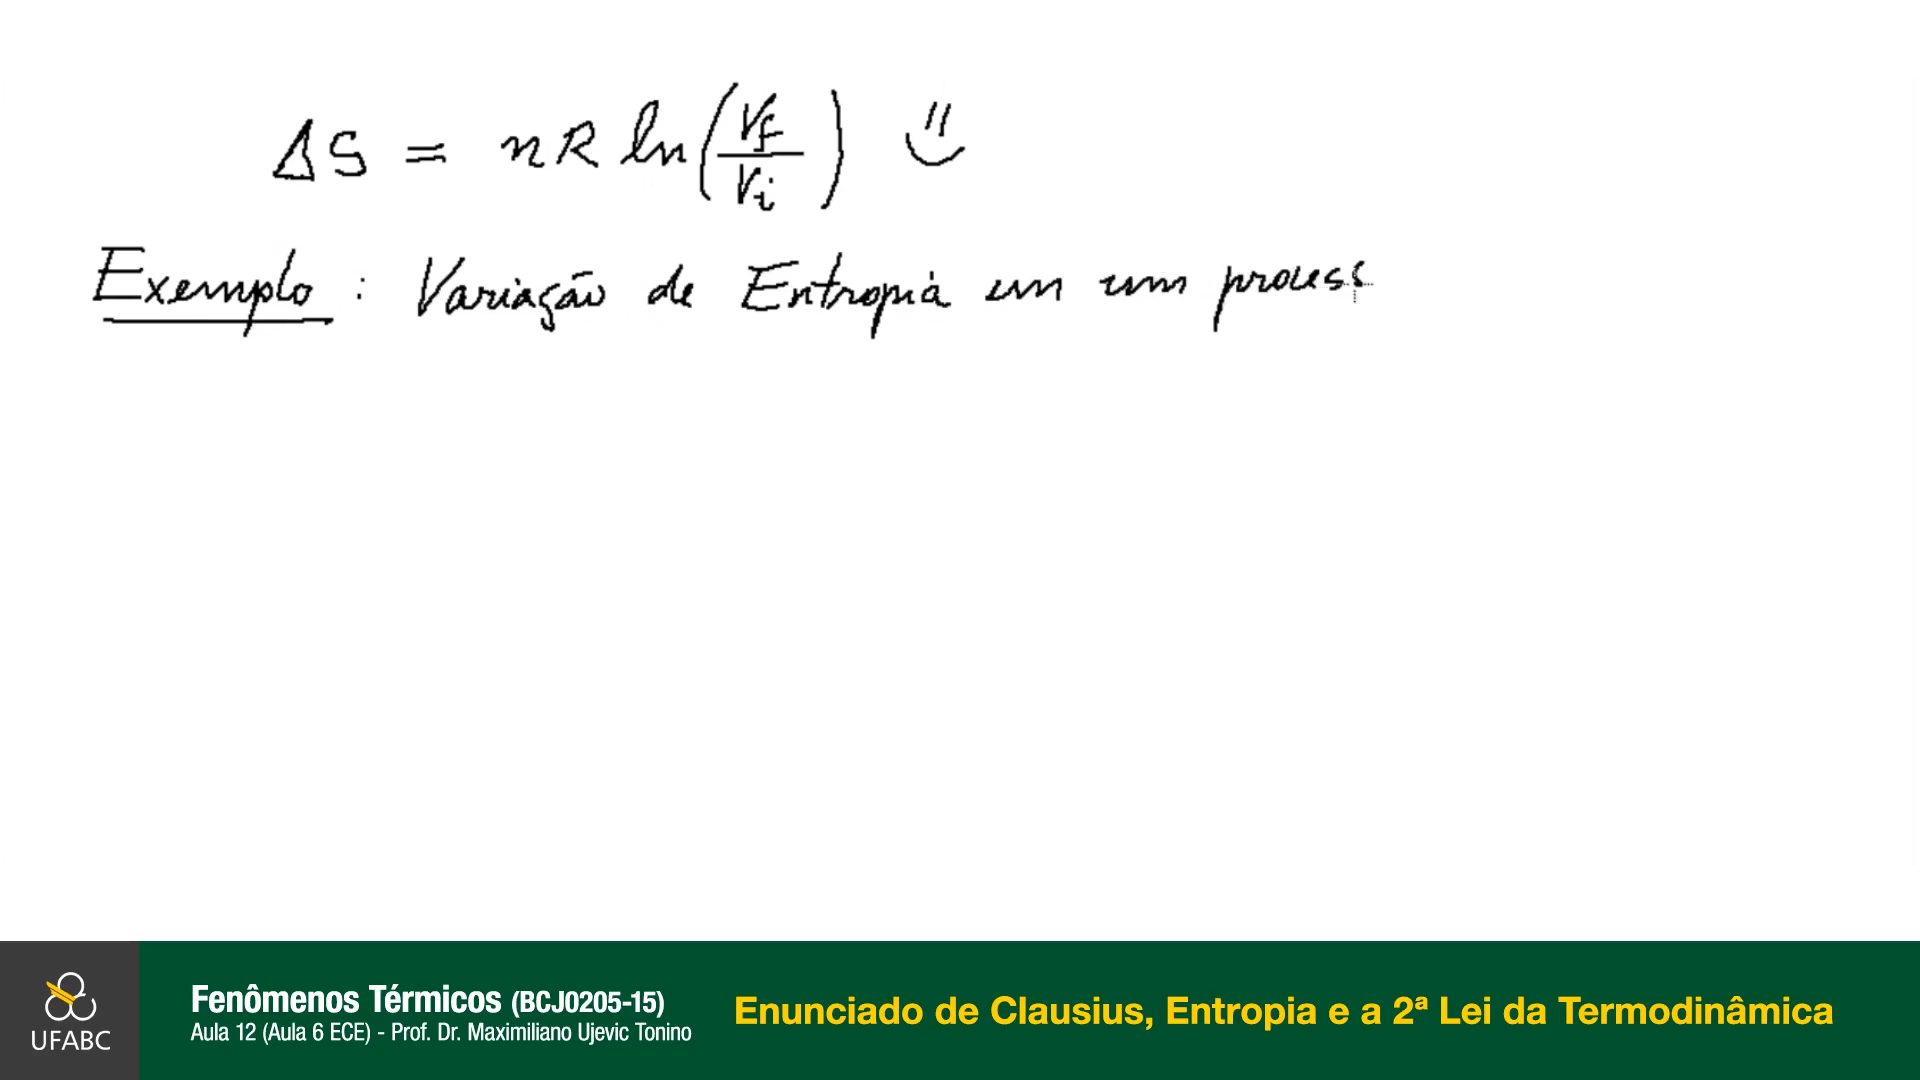 ΔS = nR ln(Vf/Vi)
Exemplo : Variação de Entropia em um process
UFABC
Fenômenos Térmicos (BCJ0205-15)
Aula 12 (Aula 6 ECE) - Prof. Dr. Maximiliano Ujevic Tonino
Enunciado de Clausius, Entropia e a 2ª Lei da Termodinâmica